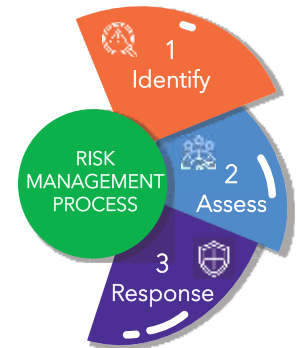 1
Identify
RISK
MANAGEMENT
PROCESS
2
Assess
3
Response